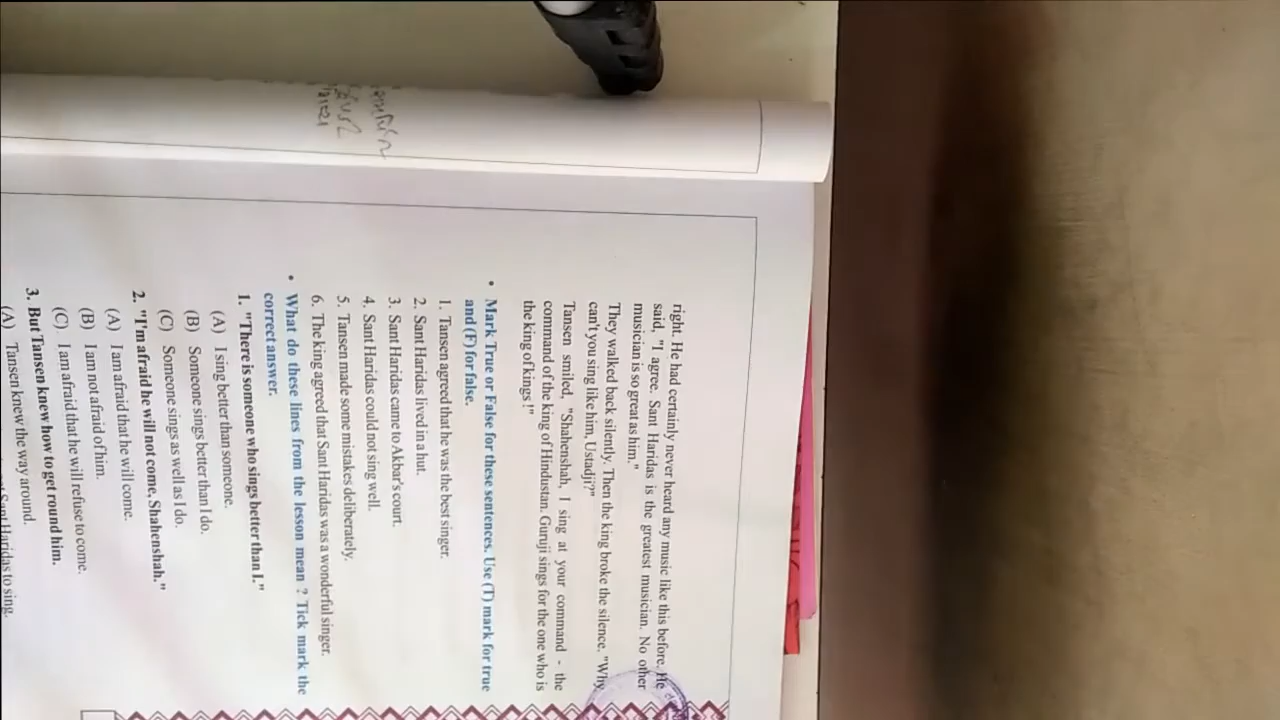 right. He had certainly never heard any music like this before. He
said, "I agree. Sant Haridas is the greatest musician. No other
musician is so great as him."
They walked back silently. Then the king broke the silence. "Why
can't you sing like him, Ustadji?"
Tansen smiled, "Shahenshah, I sing at your command - the
command of the king of Hindustan. Guruji sings for the one who is
the king of kings !"
• Mark True or False for these sentences. Use (T) mark for true
and (F) for false.
1. Tansen agreed that he was the best singer.
2. Sant Haridas lived in a hut.
3. Sant Haridas came to Akbar's court.
4. Sant Haridas could not sing well.
5. Tansen made some mistakes deliberately.
6. The king agreed that Sant Haridas was a wonderful singer.
• What do these lines from the lesson mean ? Tick mark the
correct answer.
1. "There is someone who sings better than I."
(A) I sing better than someone.
(B) Someone sings better than I do.
(C) Someone sings as well as I do.
2. "I'm afraid he will not come, Shahenshah."
(A) I am afraid that he will come.
(B) I am not afraid of him.
(C) I am afraid that he will refuse to come.
3. But Tansen knew how to get round him.
(A) Tansen knew the way around.
Sant Haridas to sing.